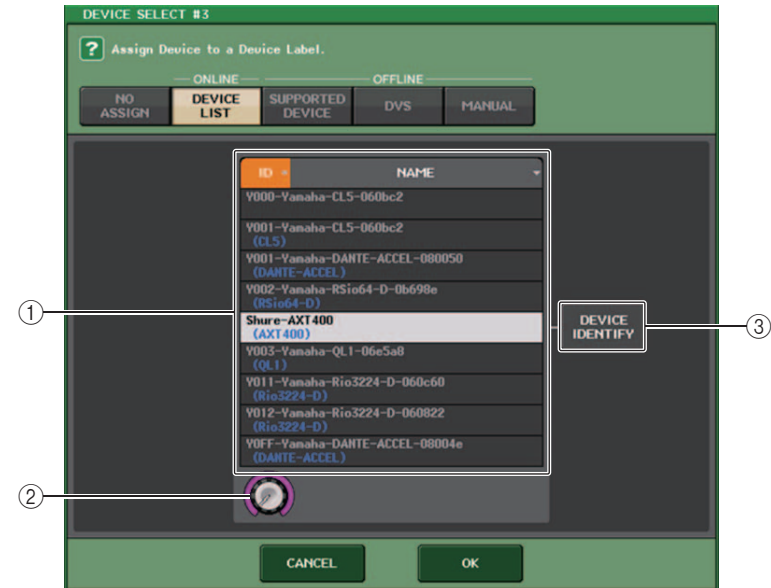 DEVICE SELECT #3
? Assign Device to a Device Label.
ONLINE OFFLINE
NO ASSIGN
DEVICE LIST
SUPPORTED DEVICE
DVS
MANUAL
ID NAME
Y000-Yamaha-CL5-060bc2
Y001-Yamaha-CL5-060bc2
(CL5)
Y001-Yamaha-DANTE-ACCEL-080050
(DANTE-ACCEL)
Y002-Yamaha-RSio64-D-0b698e
(RSio64-D)
Shure-AXT400
(AXT400)
Y003-Yamaha-QL1-06e5a8
(QL1)
Y011-Yamaha-Rio3224-D-060c60
(Rio3224-D)
Y012-Yamaha-Rio3224-D-060822
(Rio3224-D)
Y0FF-Yamaha-DANTE-ACCEL-08004e
(DANTE-ACCEL)
①
DEVICE
IDENTIFY
③
②
CANCEL OK